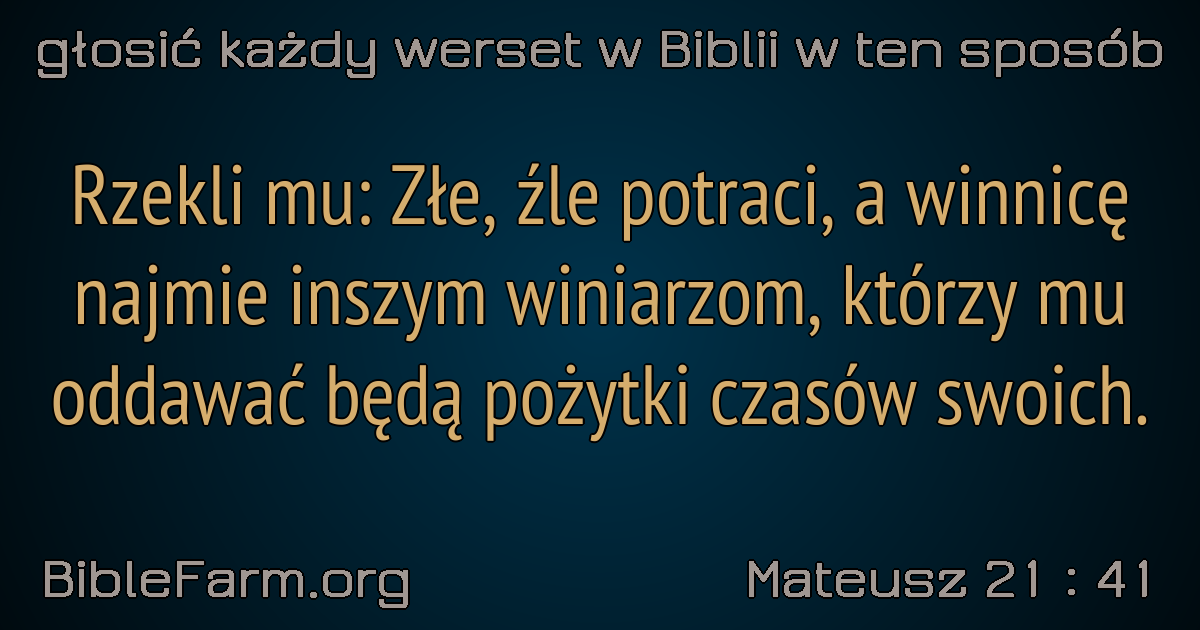 głosić każdy werset w Biblii w ten sposób
Rzekli mu: Złe, źle potraci, a winnicę
najmie inszym winiarzom, którzy mu
oddawać będą pożytki czasów swoich.
BibleFarm.org
Mateusz 21 : 41